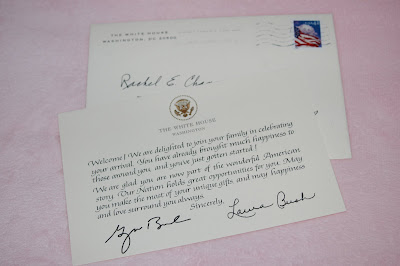 THE WHITE HOUSE
WASHINGTON, DC 20500
Rachel E Cho
THE WHITE HOUSE
WASHINGTON
Welcome! We are delighted to join your family in celebrating
your arrival. You have already brought much happiness to
those around you, and you've just gotten started!
We are glad you are now part of the wonderful American
story. Our Nation holds great opportunities for you. May
you make the most of your unique gifts, and may happiness
and love surround you always.
Sincerely,
Laura Bush